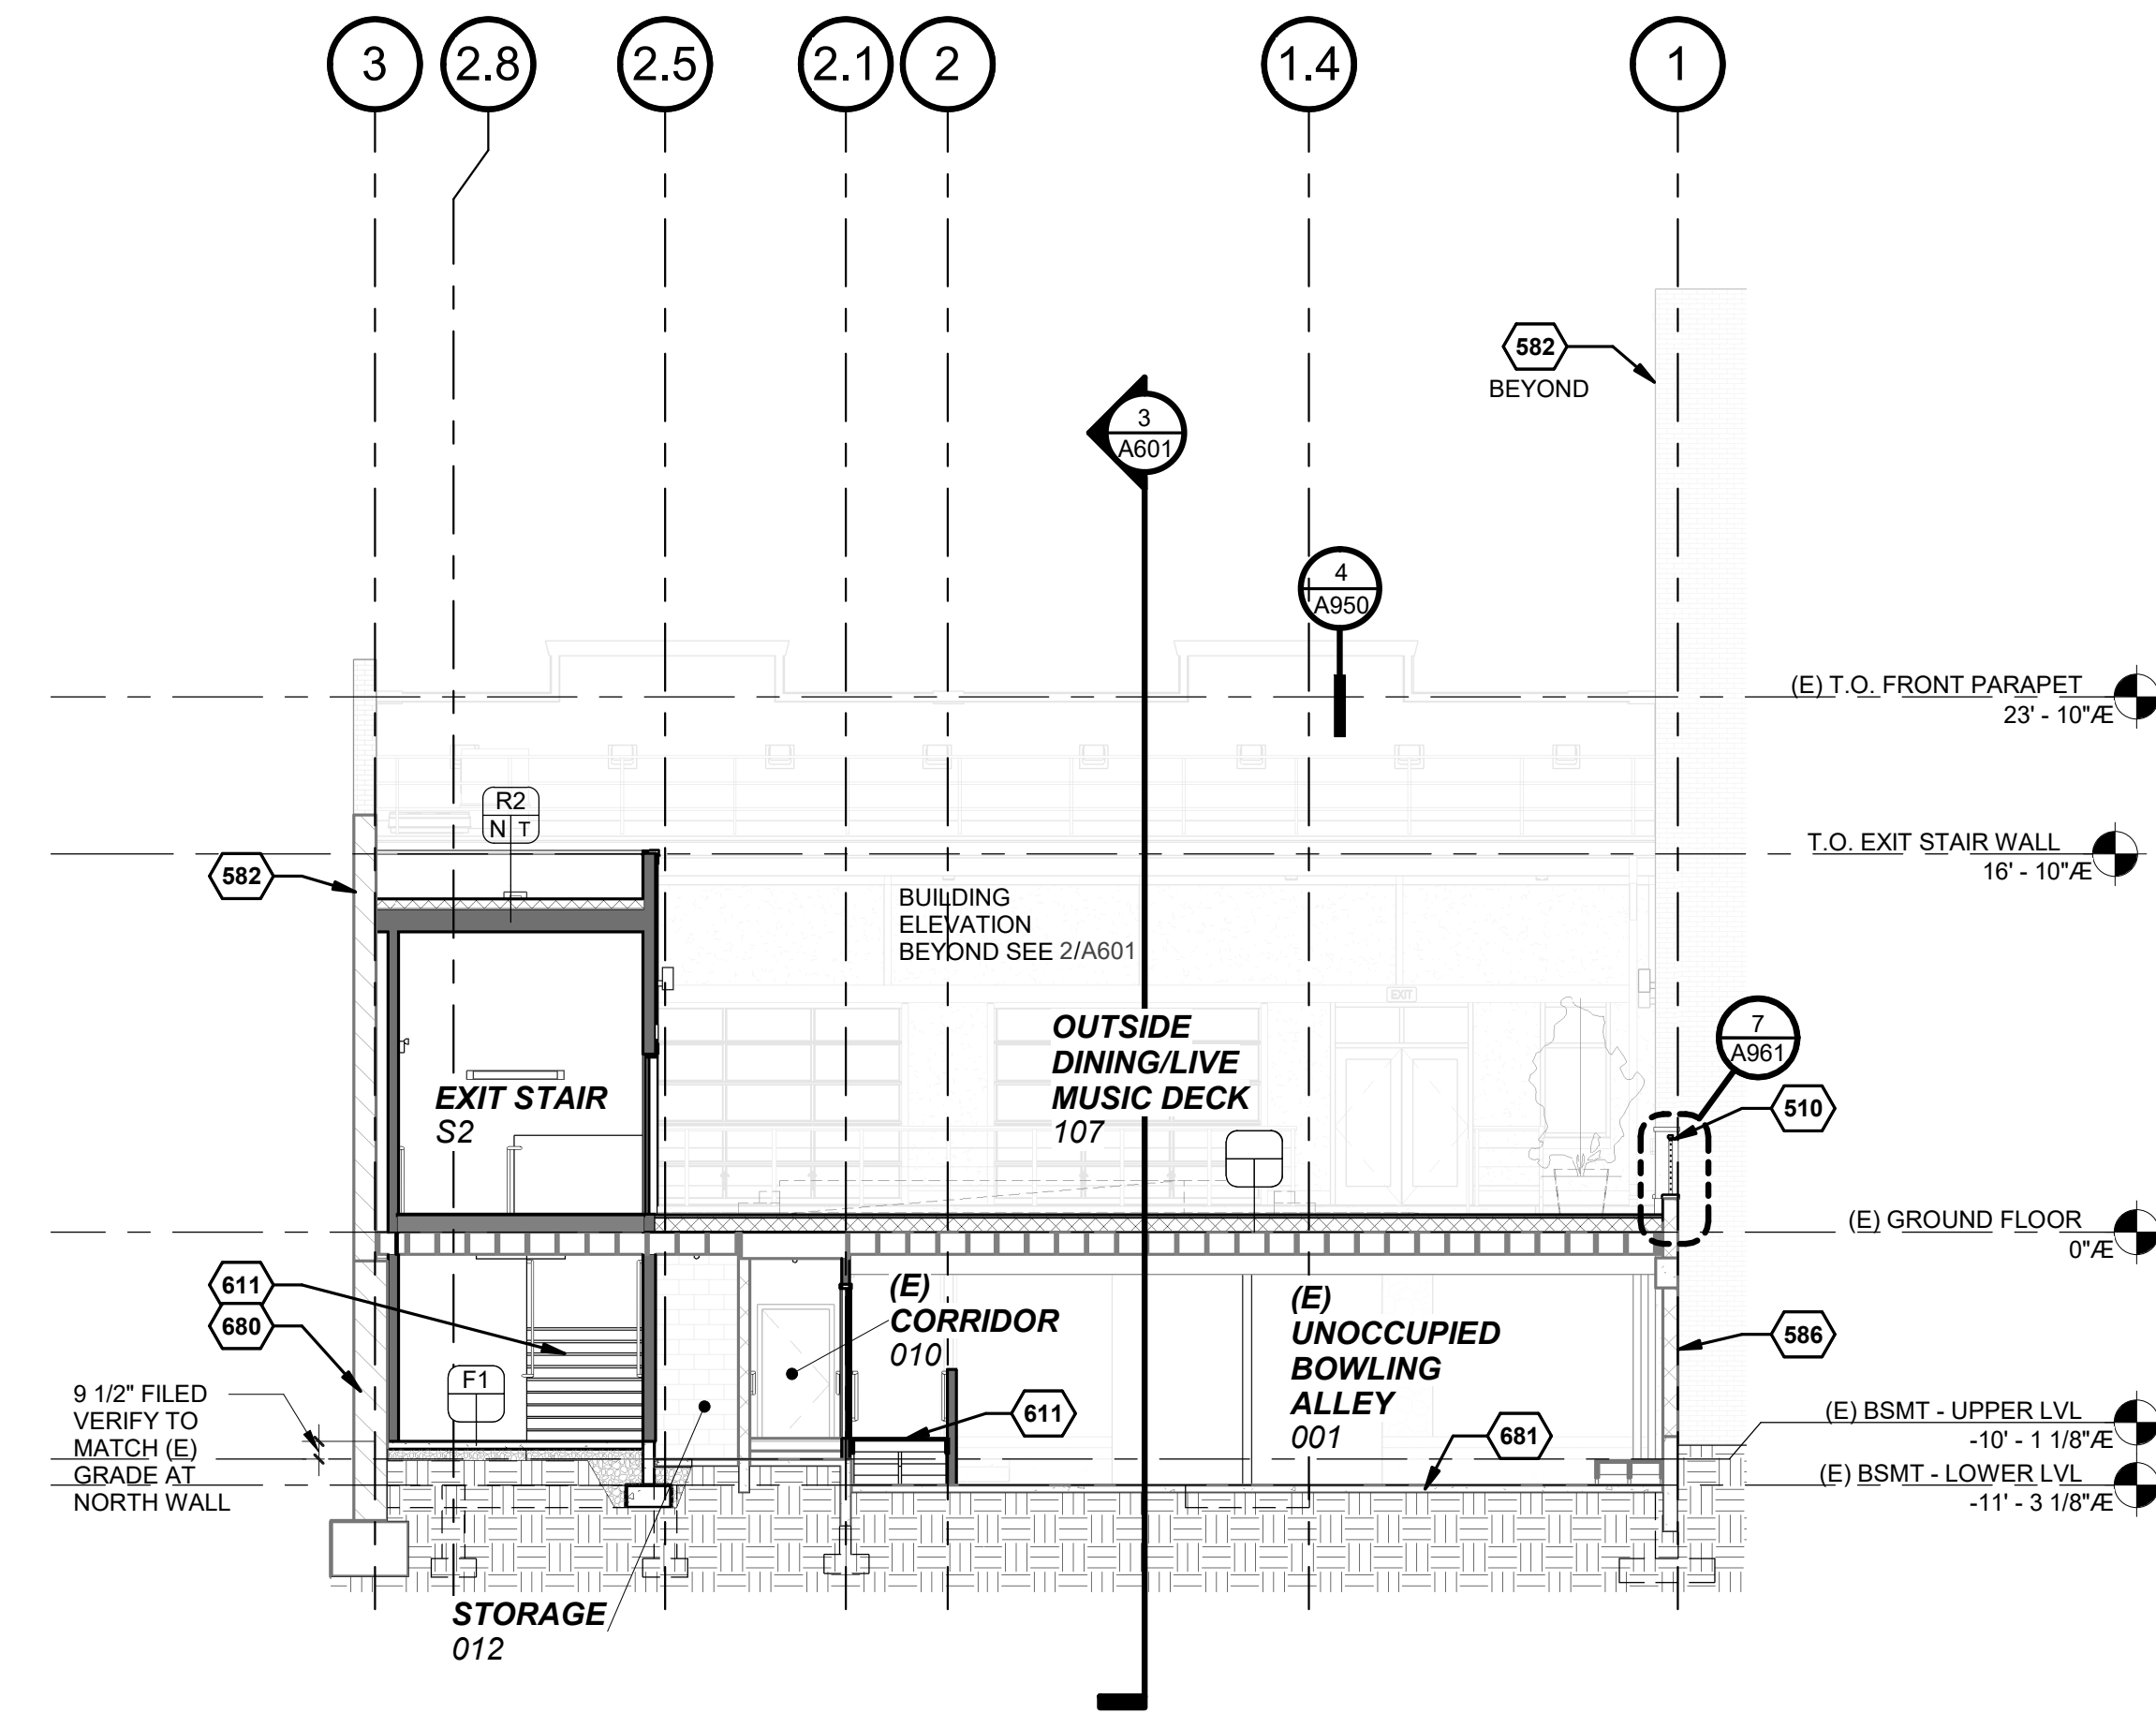 3
2.8
2.5
2.1
2
1.4
1
582
BEYOND
3
A601
4
A950
(E) T.O. FRONT PARAPET
23' - 10"Æ
R2
N T
T.O. EXIT STAIR WALL
16' - 10"Æ
582
BUILDING
ELEVATION
BEYOND SEE 2/A601
EXIT
OUTSIDE
DINING/LIVE
MUSIC DECK
107
EXIT STAIR
S2
7
A961
510
(E) GROUND FLOOR
0"Æ
611
680
(E)
CORRIDOR
010
(E)
UNOCCUPIED
BOWLING
ALLEY
001
586
F1
9 1/2" FILED
VERIFY TO
MATCH (E)
GRADE AT
NORTH WALL
611
681
(E) BSMT - UPPER LVL
-10' - 1 1/8"Æ
(E) BSMT - LOWER LVL
-11' - 3 1/8"Æ
STORAGE
012